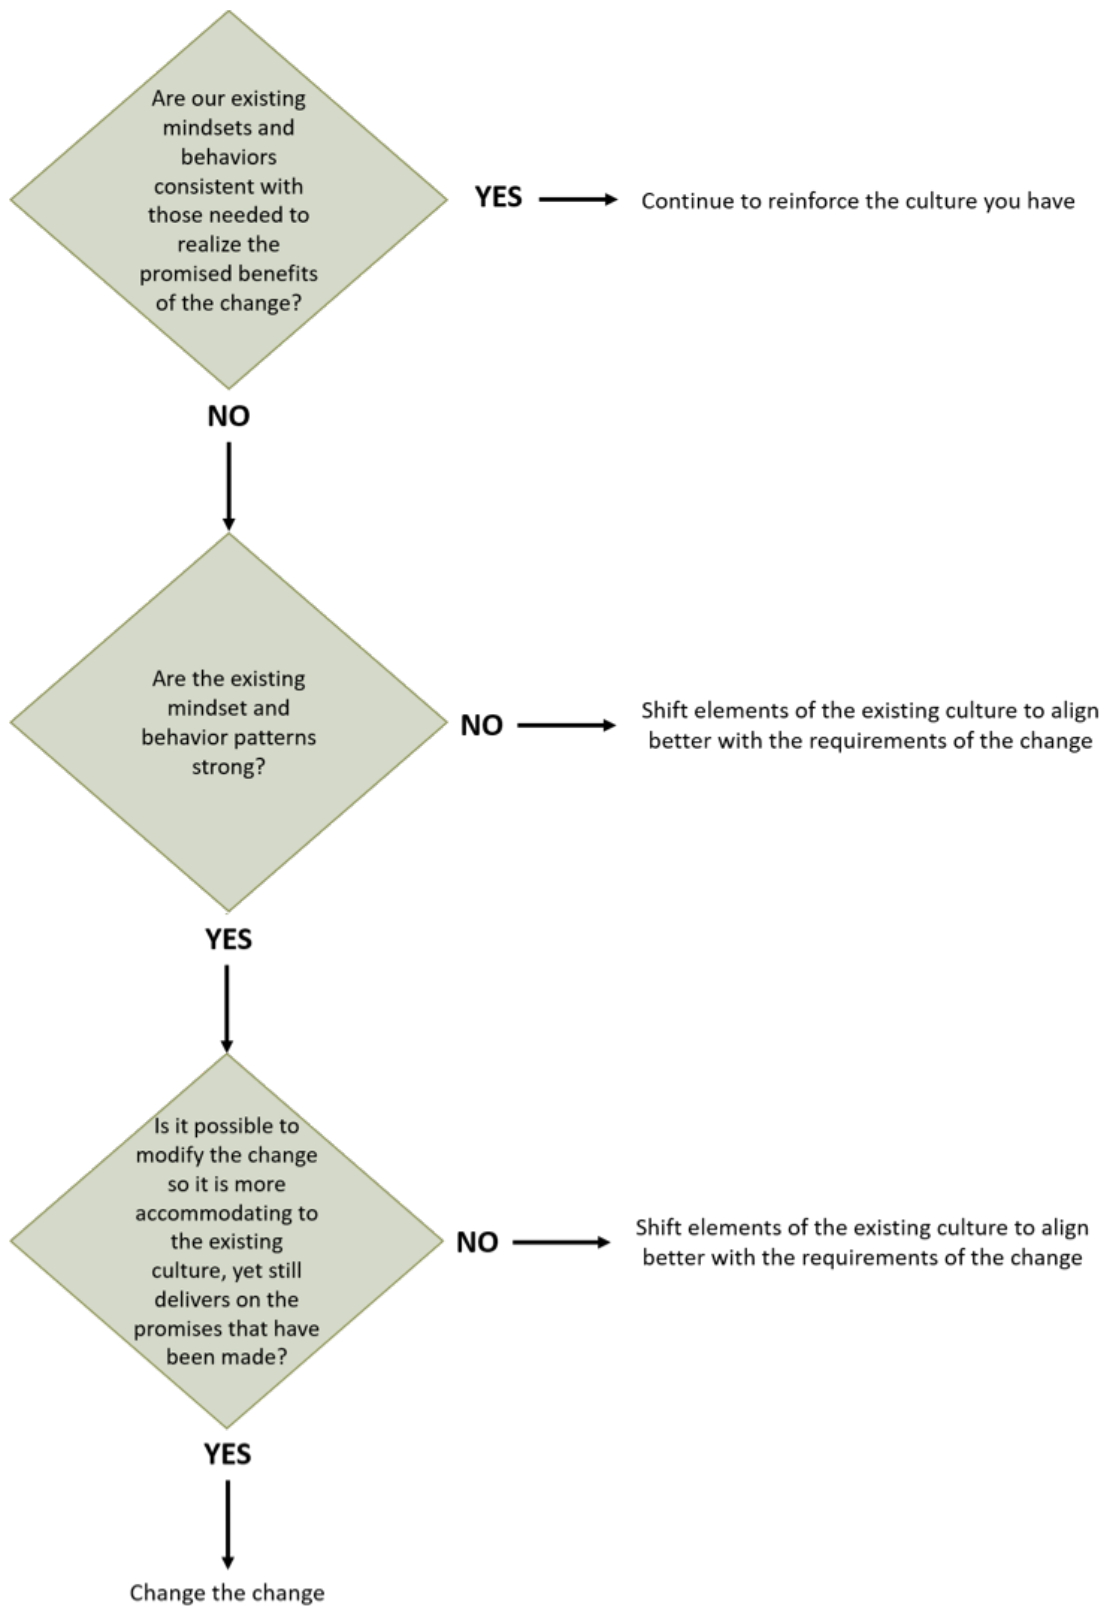 Are our existing
mindsets and
behaviors
consistent with
those needed to
realize the
promised benefits
of the change?
YES
Continue to reinforce the culture you have
NO
Are the existing
mindset and
behavior patterns
strong?
NO
Shift elements of the existing culture to align
better with the requirements of the change
YES
Is it possible to
modify the change
so it is more
accommodating to
the existing
culture, yet still
delivers on the
promises that have
been made?
NO
Shift elements of the existing culture to align
better with the requirements of the change
YES
Change the change